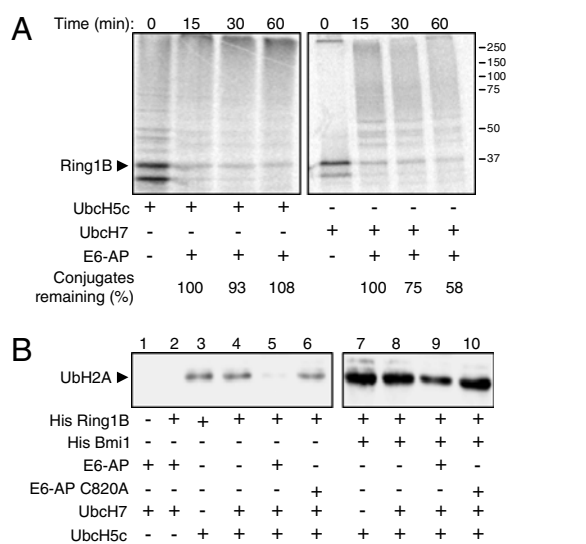 A
Time (min): 0 15 30 60 0 15 30 60
-250
-150
-100
-75
-50
-37
Ring1B ▶
UbcH5c + + + + - - - -
UbcH7 - - - - + + + +
E6-AP - + + + - + + +
Conjugates
remaining (%) 100 93 108 100 75 58
B
1 2 3 4 5 6 7 8 9 10
UbH2A ▶
His Ring1B - + + + + + + + + +
His Bmi1 - - - - - - + + + +
E6-AP + + - - + - - - + -
E6-AP C820A - - - - - + - - - +
UbcH7 + + - + + + - + + +
UbcH5c - - + + + + + + + +